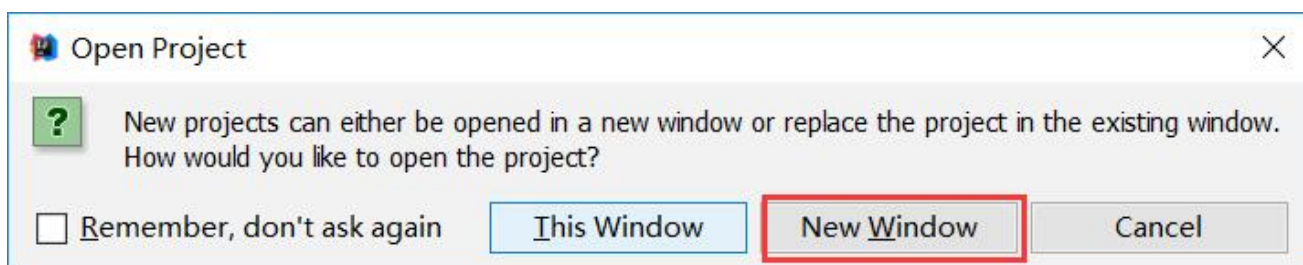 Open Project
?
New projects can either be opened in a new window or replace the project in the existing window.
How would you like to open the project?
Remember, don't ask again
This Window
New Window
Cancel